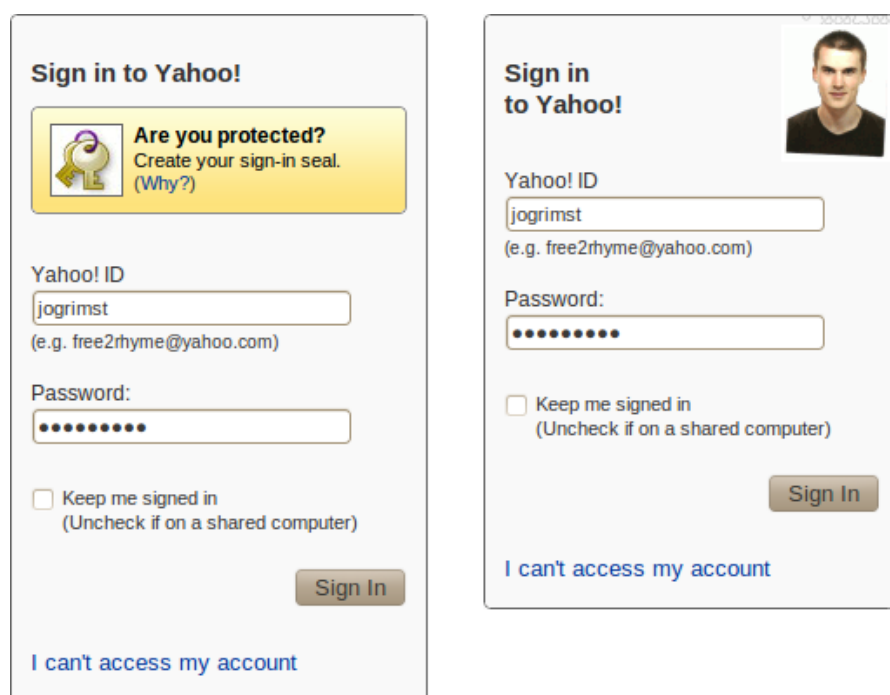 Sign in to Yahoo!
Are you protected?
Create your sign-in seal.
(Why?)
Yahoo! ID
jogrimst
(e.g. free2rhyme@yahoo.com)
Password:
●●●●●●●●●
Keep me signed in
(Uncheck if on a shared computer)
Sign In
I can't access my account
Sign in
to Yahoo!
Yahoo! ID
jogrimst
(e.g. free2rhyme@yahoo.com)
Password:
●●●●●●●●●
Keep me signed in
(Uncheck if on a shared computer)
Sign In
I can't access my account